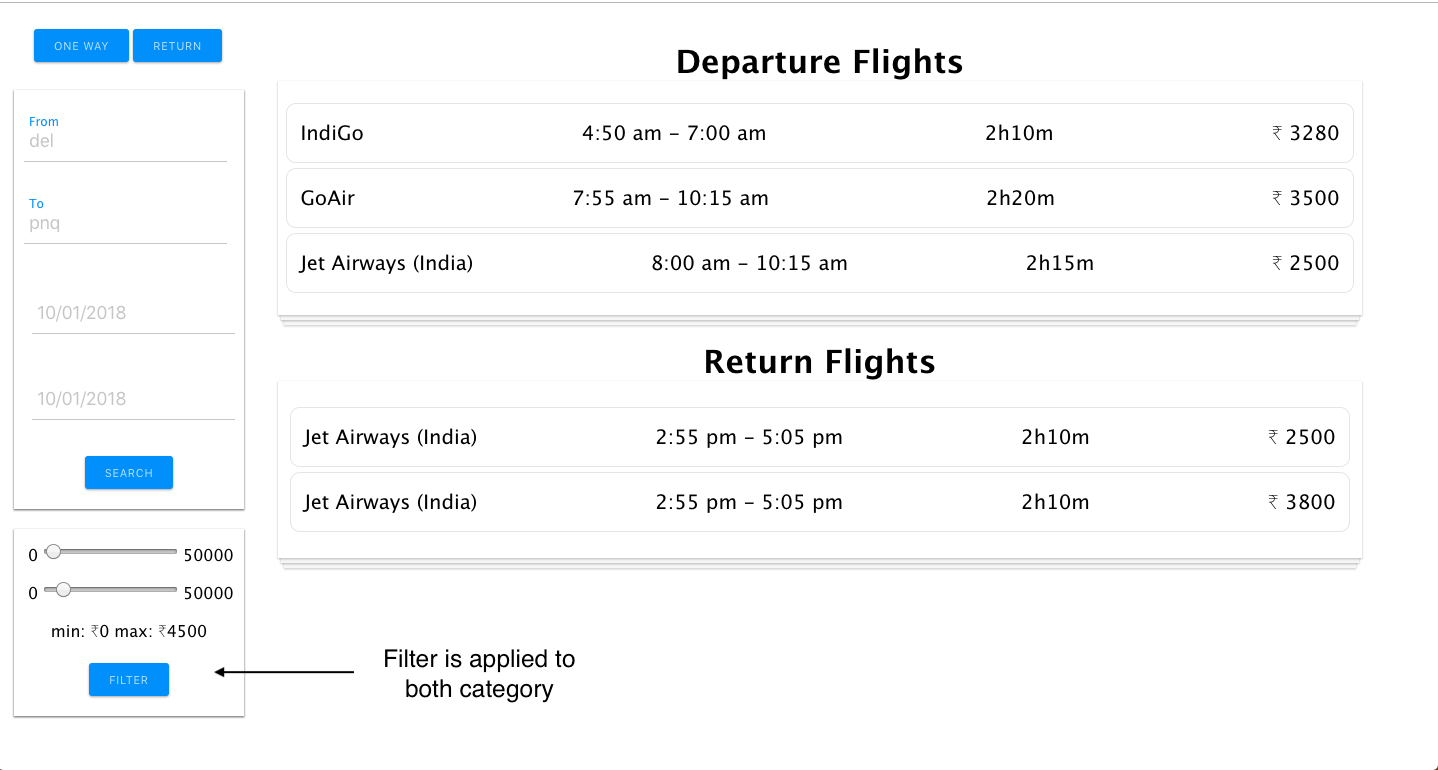 ONE WAY RETURN
From
del
To
pnq
10/01/2018
10/01/2018
SEARCH
0 50000
0 50000
min: ₹0 max: ₹4500
FILTER
Departure Flights
IndiGo 4:50 am – 7:00 am 2h10m ₹ 3280
GoAir 7:55 am – 10:15 am 2h20m ₹ 3500
Jet Airways (India) 8:00 am – 10:15 am 2h15m ₹ 2500
Return Flights
Jet Airways (India) 2:55 pm – 5:05 pm 2h10m ₹ 2500
Jet Airways (India) 2:55 pm – 5:05 pm 2h10m ₹ 3800
Filter is applied to
both category